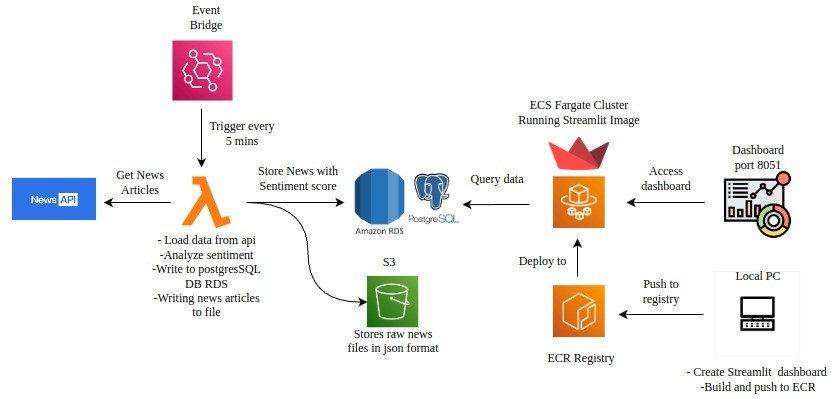 Event
Bridge
Trigger every
5 mins
Get News
Articles
News API
- Load data from api
-Analyze sentiment
-Write to postgresSQL
DB RDS
-Writing news articles
to file
Store News with
Sentiment score
Amazon RDS
PostgreSQL
S3
Stores raw news
files in json format
Query data
ECS Fargate Cluster
Running Streamlit Image
Access
dashboard
Dashboard
port 8051
Deploy to
ECR Registry
Push to
registry
Local PC
- Create Streamlit dashboard
-Build and push to ECR